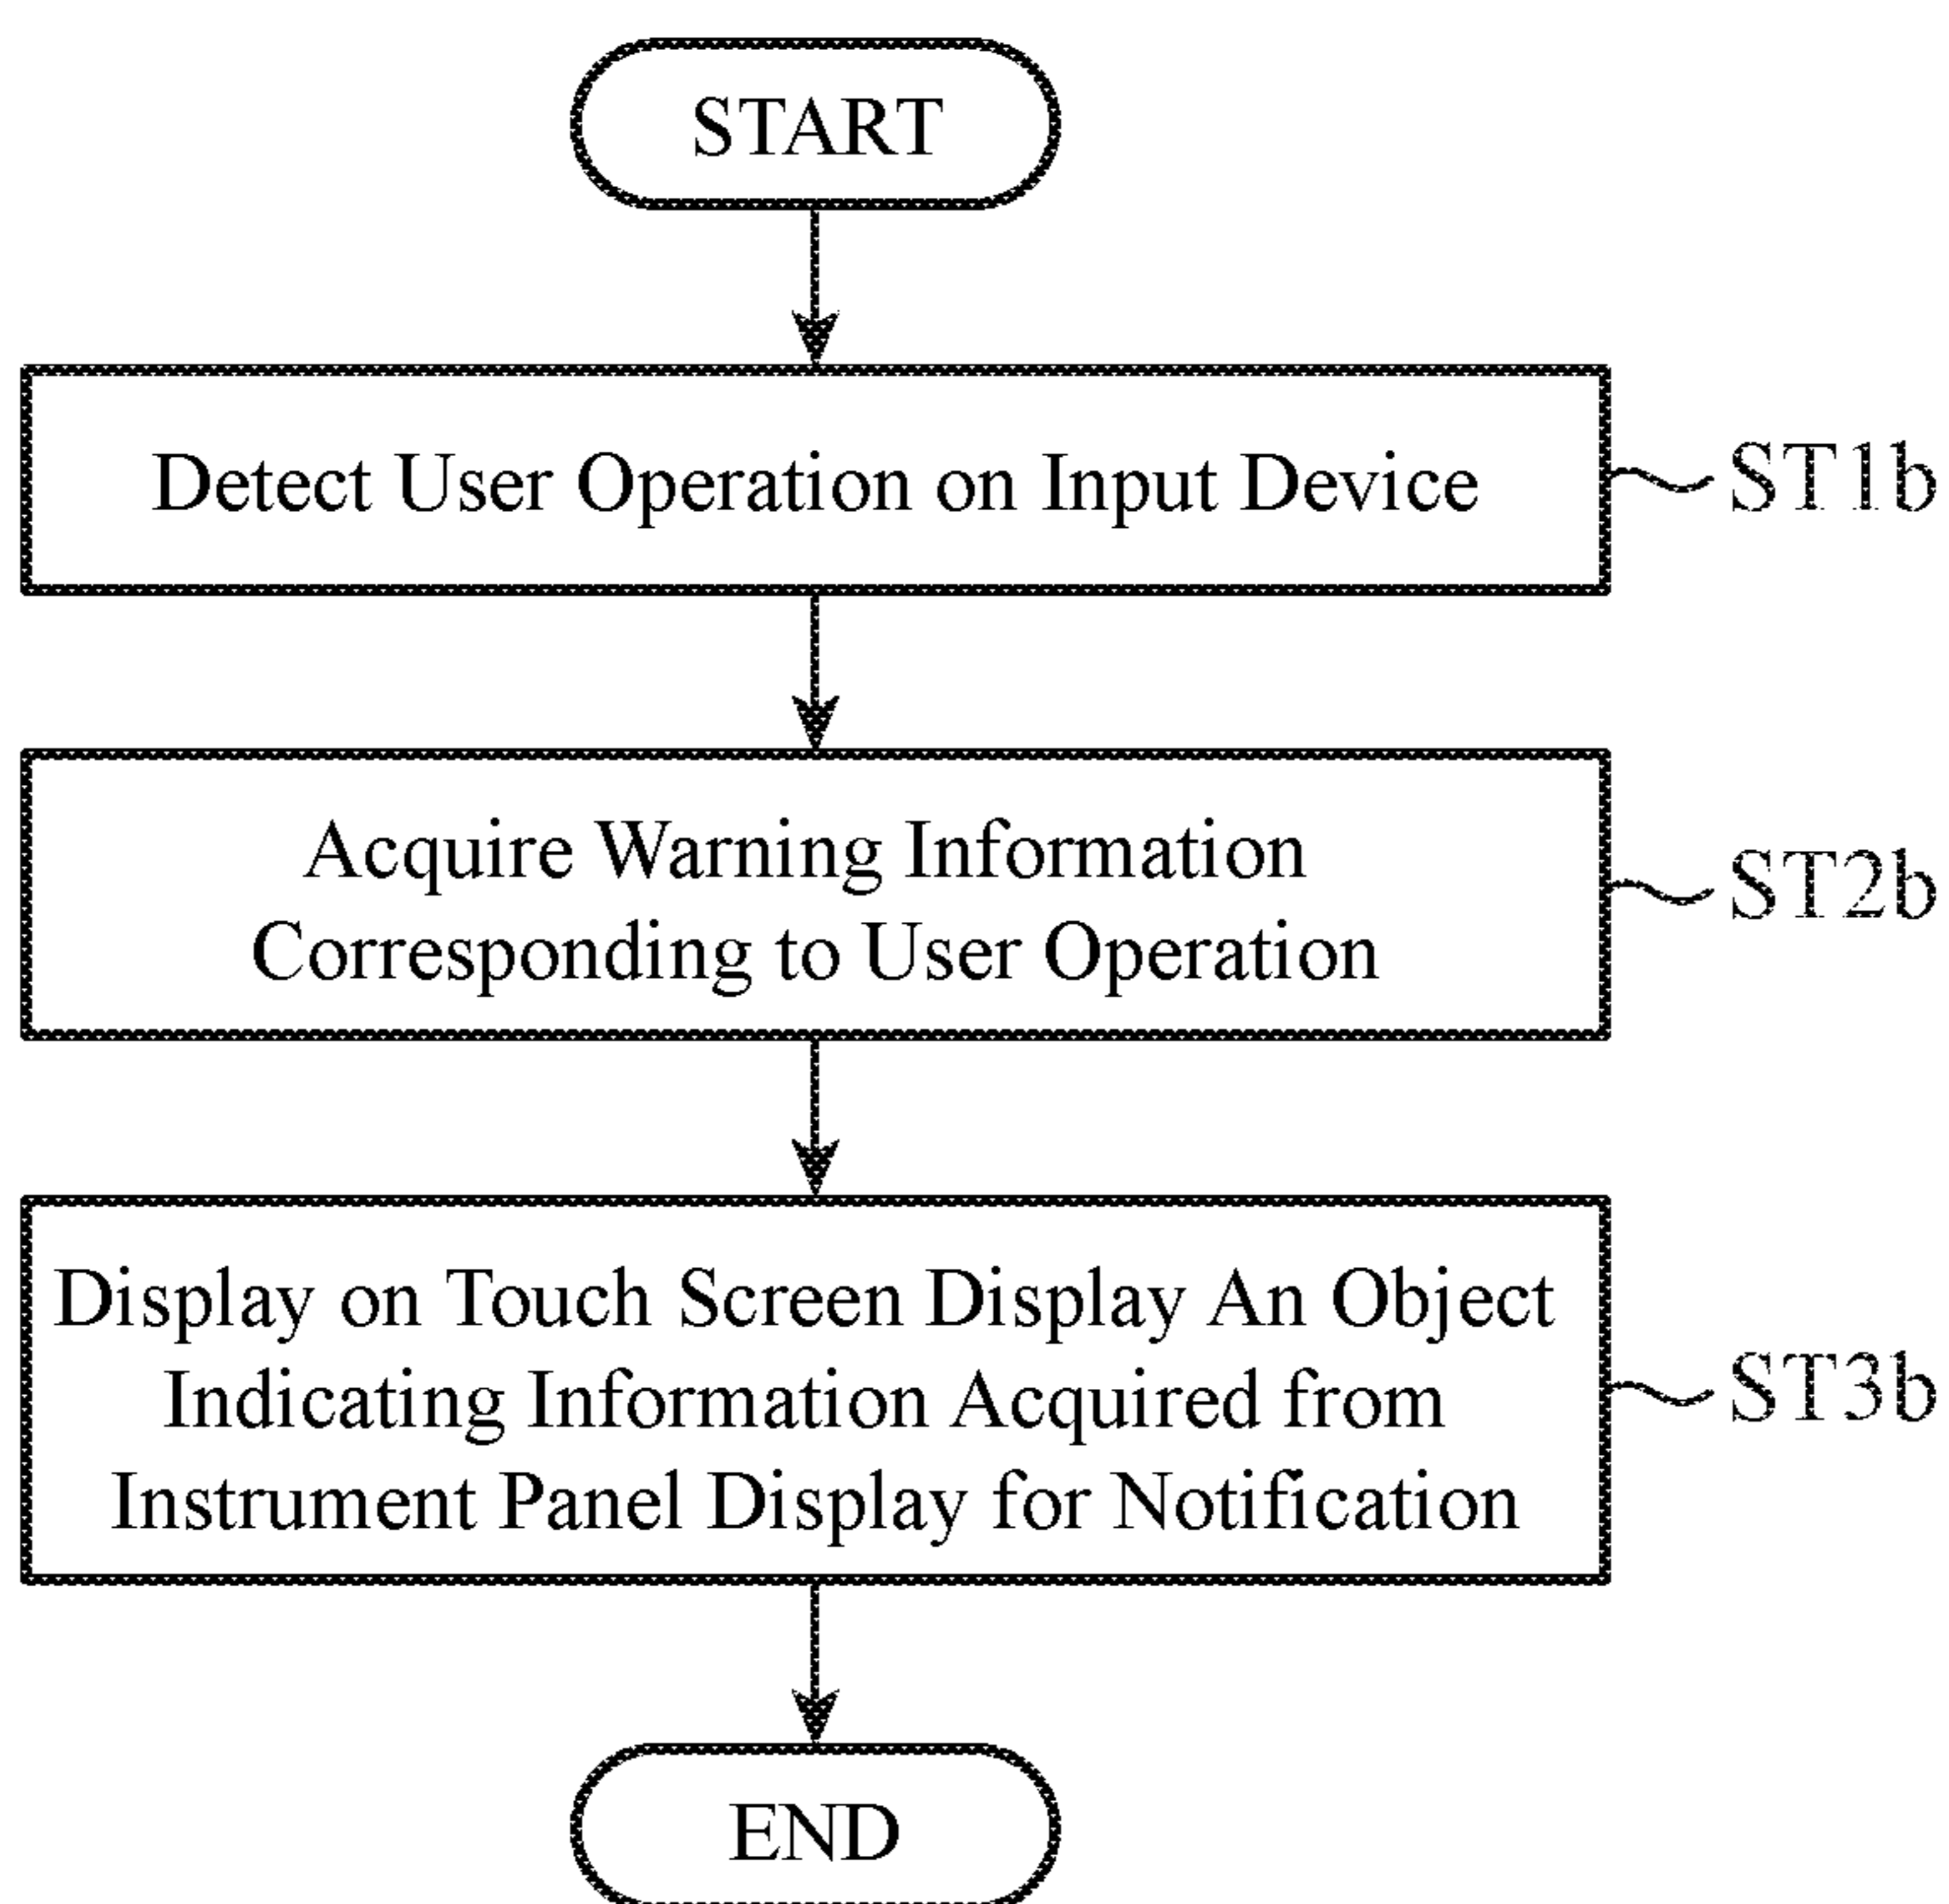 START
Detect User Operation on Input Device
ST1b
Acquire Warning Information
Corresponding to User Operation
ST2b
Display on Touch Screen Display An Object
Indicating Information Acquired from
Instrument Panel Display for Notification
ST3b
END